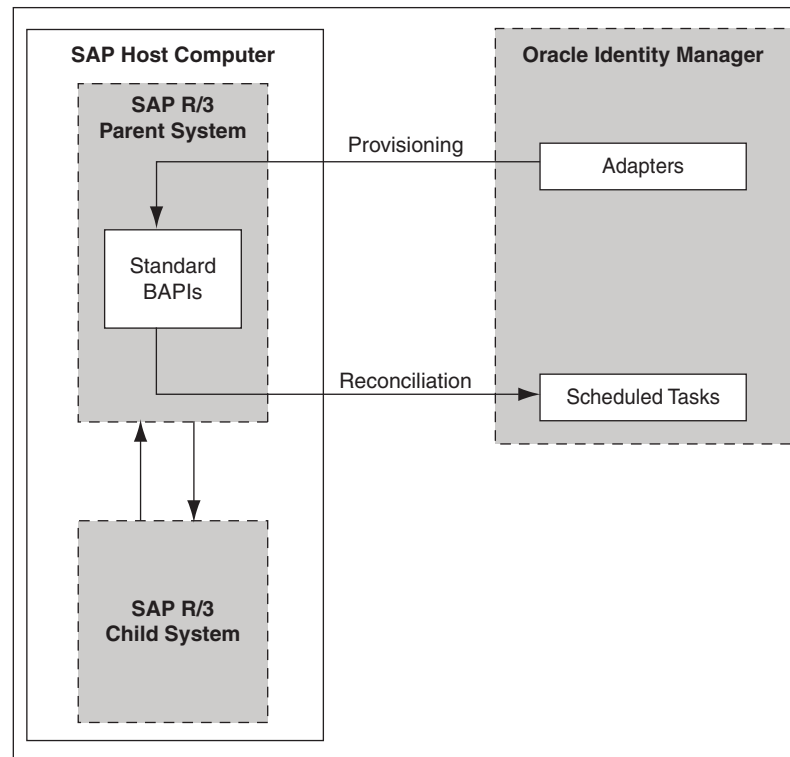 SAP Host Computer
SAP R/3
Parent System
Standard
BAPIs
SAP R/3
Child System
Provisioning
Reconciliation
Oracle Identity Manager
Adapters
Scheduled Tasks